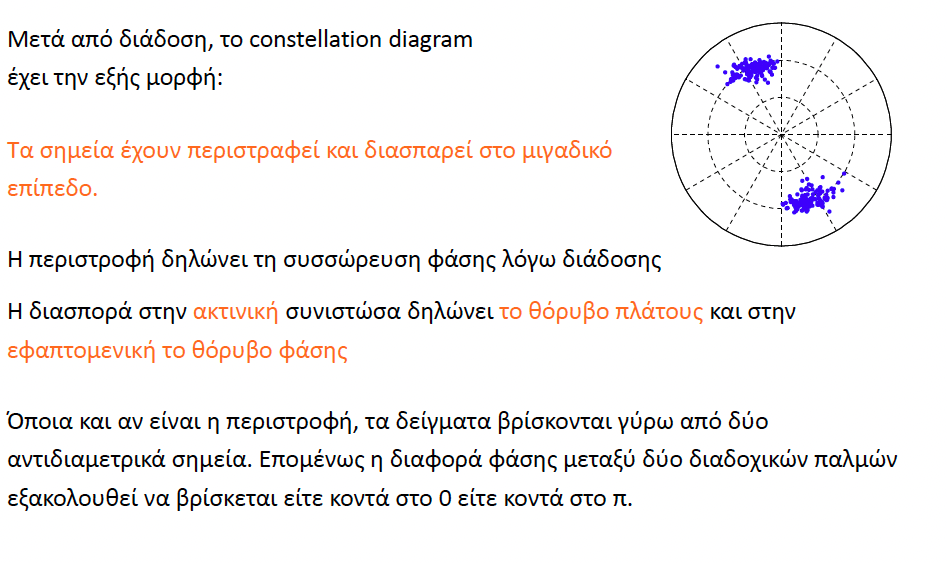 Μετά από διάδοση, το constellation diagram
έχει την εξής μορφή:
Τα σημεία έχουν περιστραφεί και διασπαρεί στο μιγαδικό
επίπεδο.
Η περιστροφή δηλώνει τη συσσώρευση φάσης λόγω διάδοσης
Η διασπορά στην ακτινική συνιστώσα δηλώνει το θόρυβο πλάτους και στην
εφαπτομενική το θόρυβο φάσης
Όποια και αν είναι η περιστροφή, τα δείγματα βρίσκονται γύρω από δύο
αντιδιαμετρικά σημεία. Επομένως η διαφορά φάσης μεταξύ δύο διαδοχικών παλμών
εξακολουθεί να βρίσκεται είτε κοντά στο 0 είτε κοντά στο π.